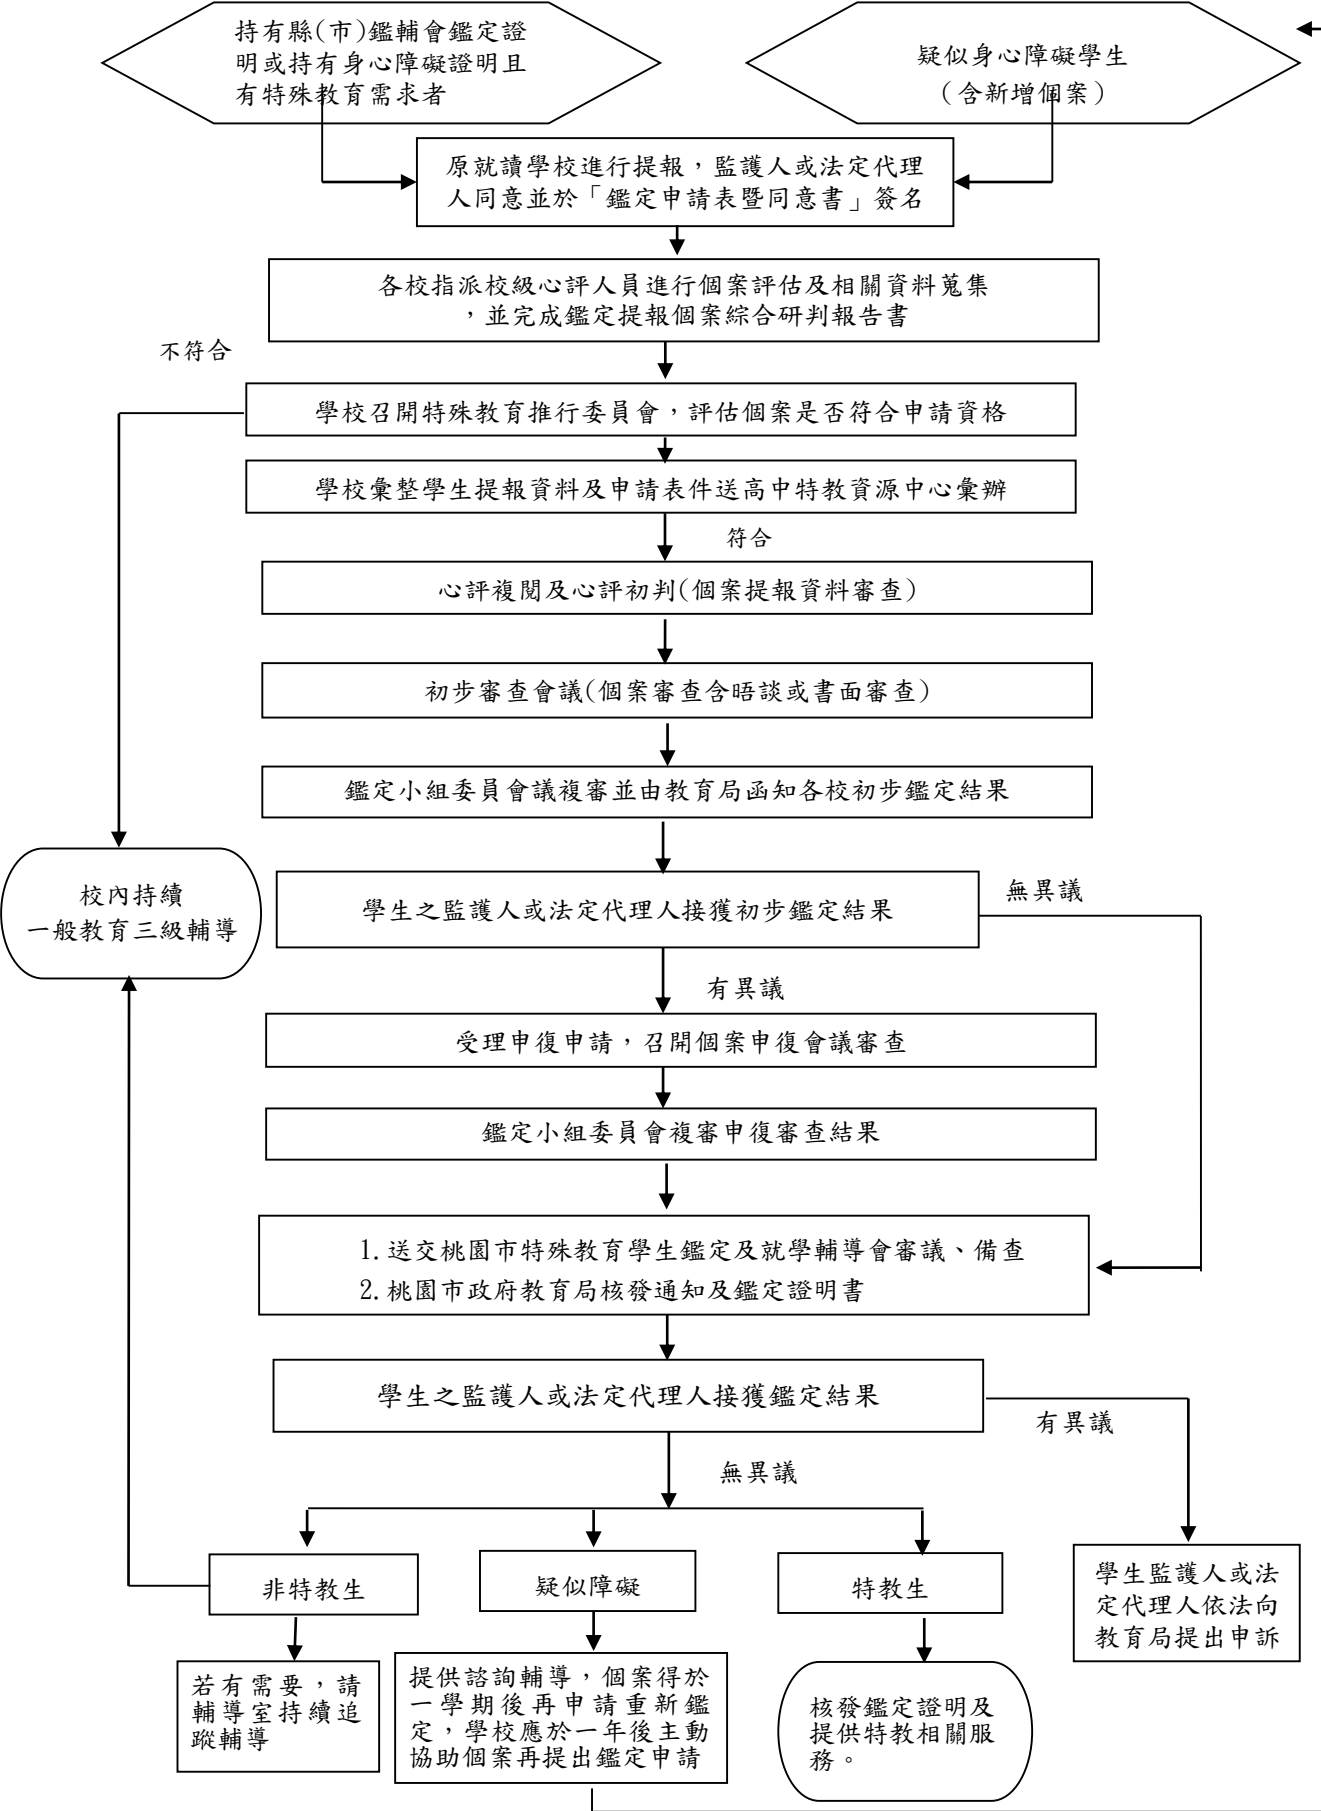 持有縣(市)鑑輔會鑑定證
明或持有身心障礙證明且
有特殊教育需求者
疑似身心障礙學生
（含新增個案）
原就讀學校進行提報，監護人或法定代理
人同意並於「鑑定申請表暨同意書」簽名
各校指派校級心評人員進行個案評估及相關資料蒐集
，並完成鑑定提報個案綜合研判報告書
不符合
學校召開特殊教育推行委員會，評估個案是否符合申請資格
學校彙整學生提報資料及申請表件送高中特教資源中心彙辦
符合
心評複閱及心評初判(個案提報資料審查)
初步審查會議(個案審查含晤談或書面審查)
鑑定小組委員會議複審並由教育局函知各校初步鑑定結果
校內持續
一般教育三級輔導
學生之監護人或法定代理人接獲初步鑑定結果
無異議
有異議
受理申復申請，召開個案申復會議審查
鑑定小組委員會複審申復審查結果
1.送交桃園市特殊教育學生鑑定及就學輔導會審議、備查
2.桃園市政府教育局核發通知及鑑定證明書
學生之監護人或法定代理人接獲鑑定結果
有異議
無異議
非特教生
疑似障礙
特教生
學生監護人或法
定代理人依法向
教育局提出申訴
若有需要，請
輔導室持續追
蹤輔導
提供諮詢輔導，個案得於
一學期後再申請重新鑑
定，學校應於一年後主動
協助個案再提出鑑定申請
核發鑑定證明及
提供特教相關服
務。